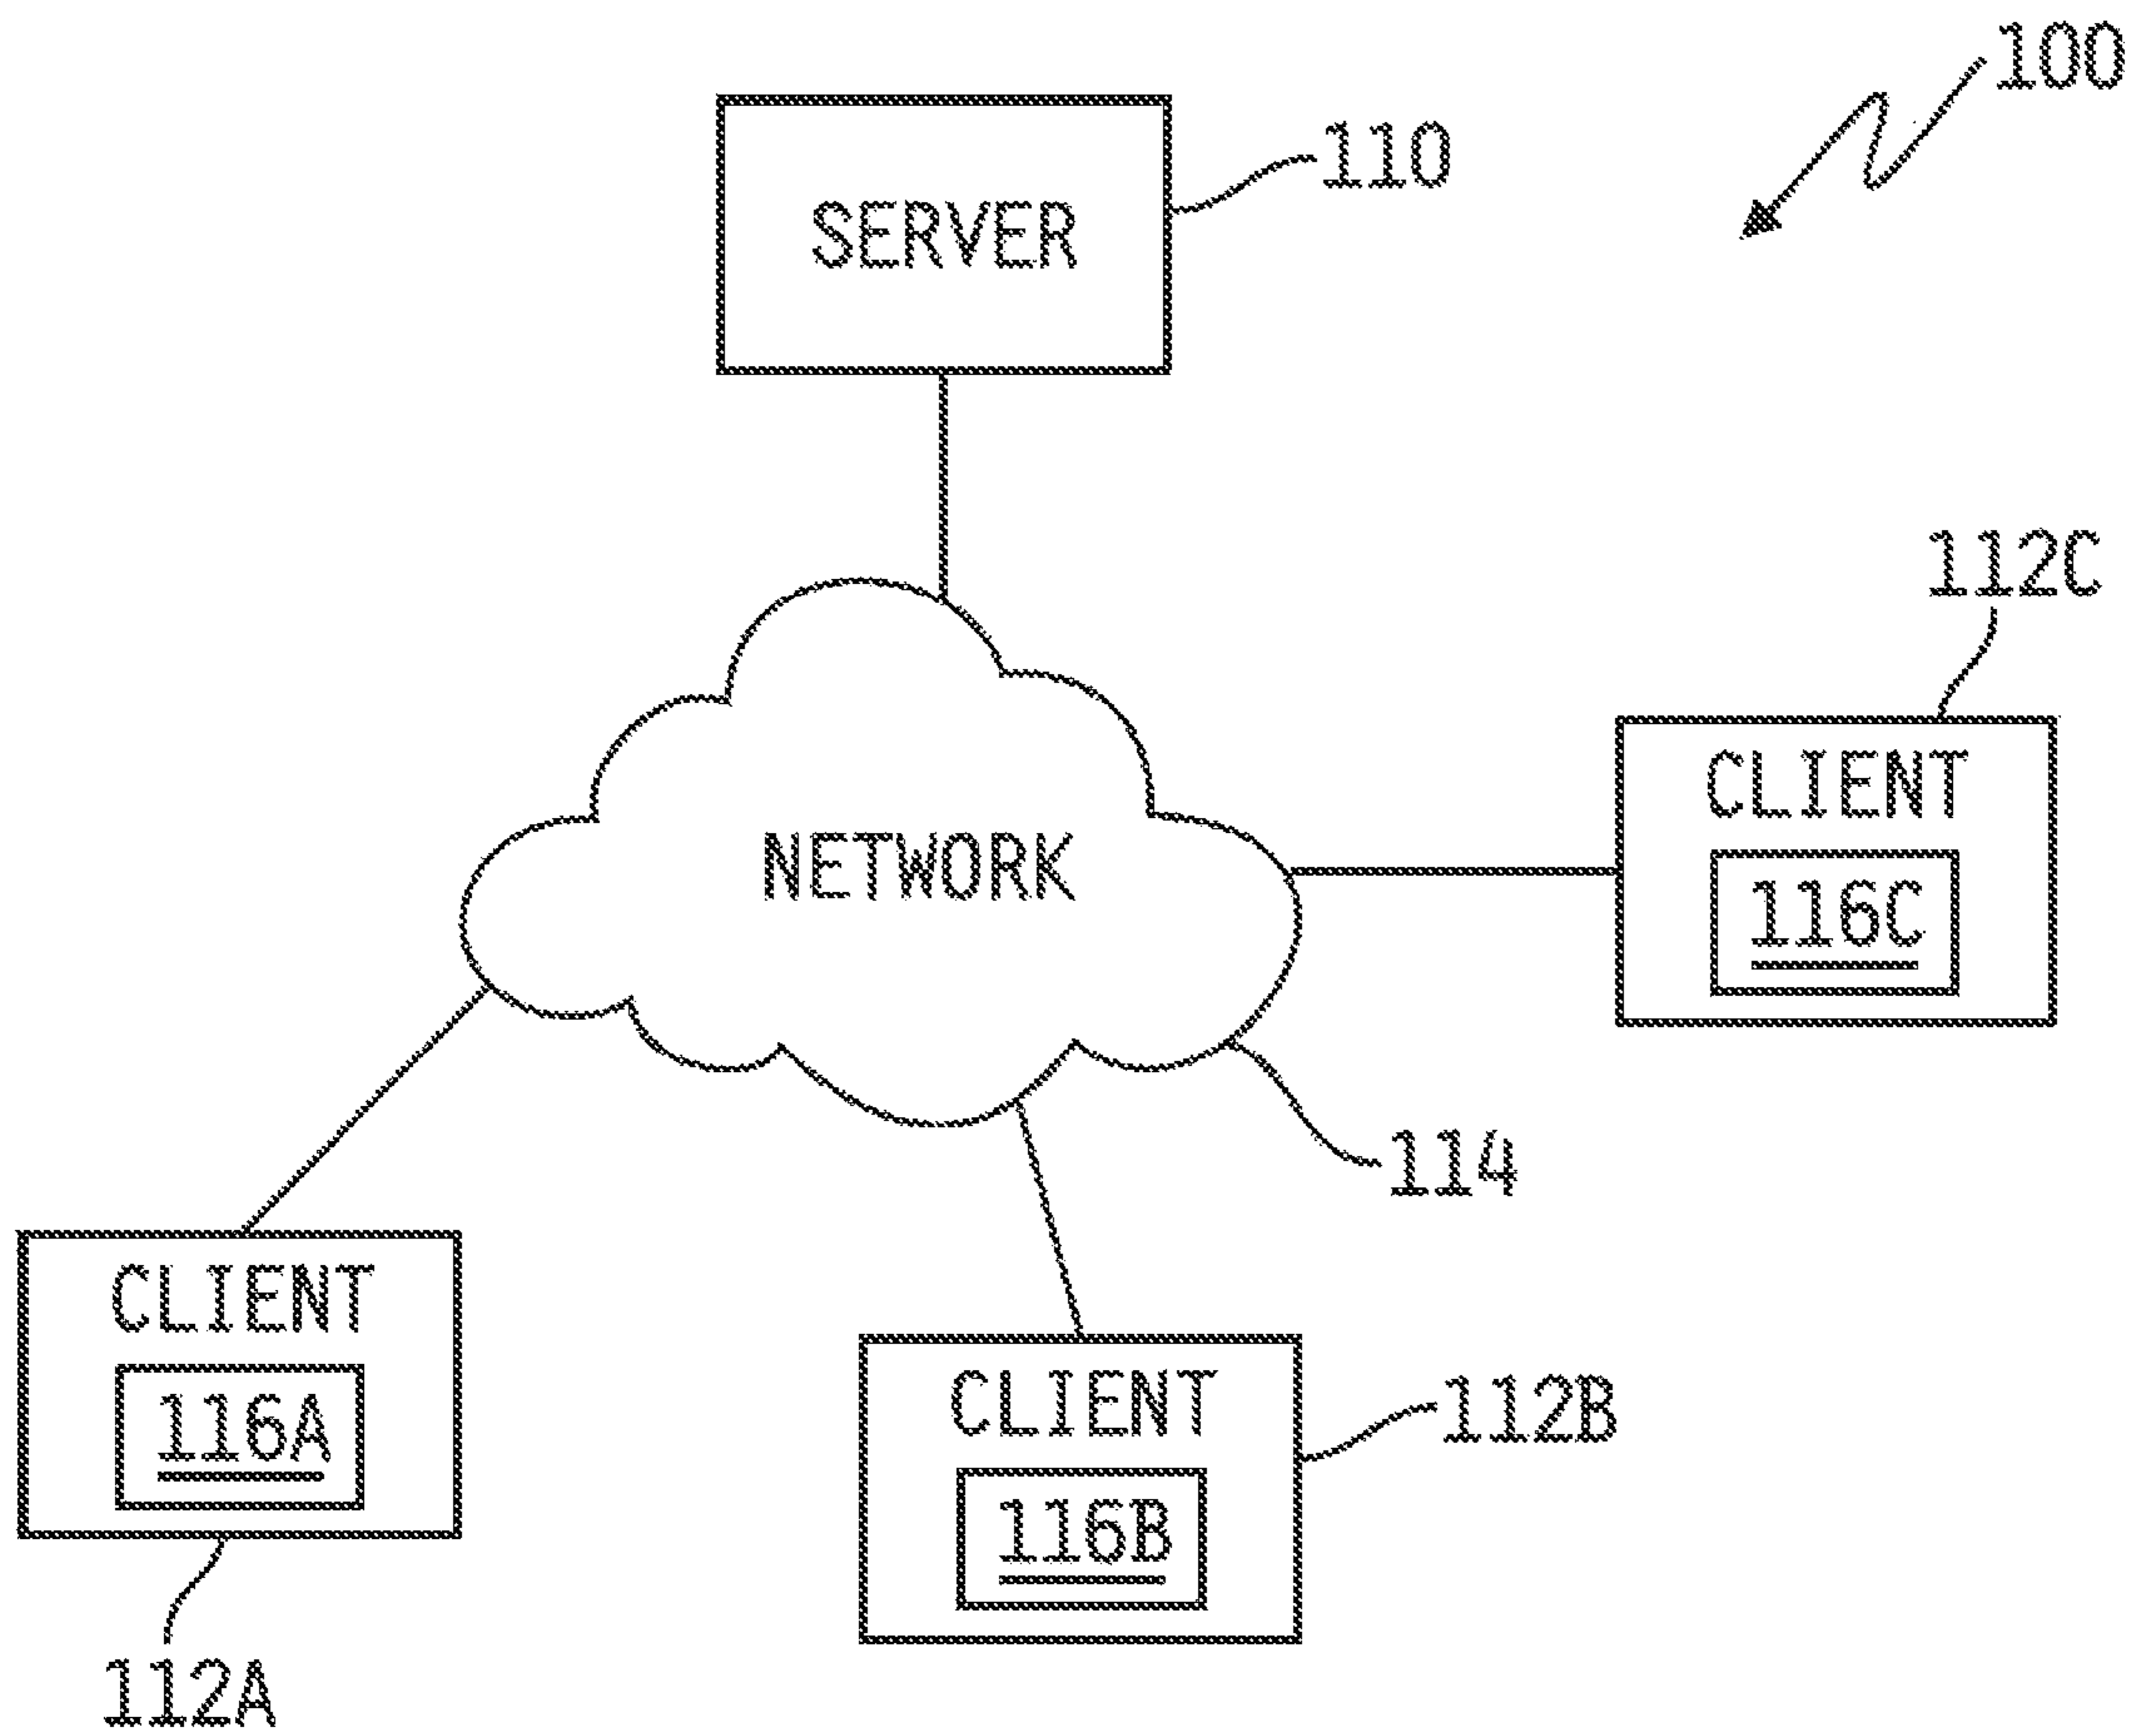 100
110
SERVER
112C
CLIENT
NETWORK
116C
114
CLIENT
116A
CLIENT
112B
116B
112A